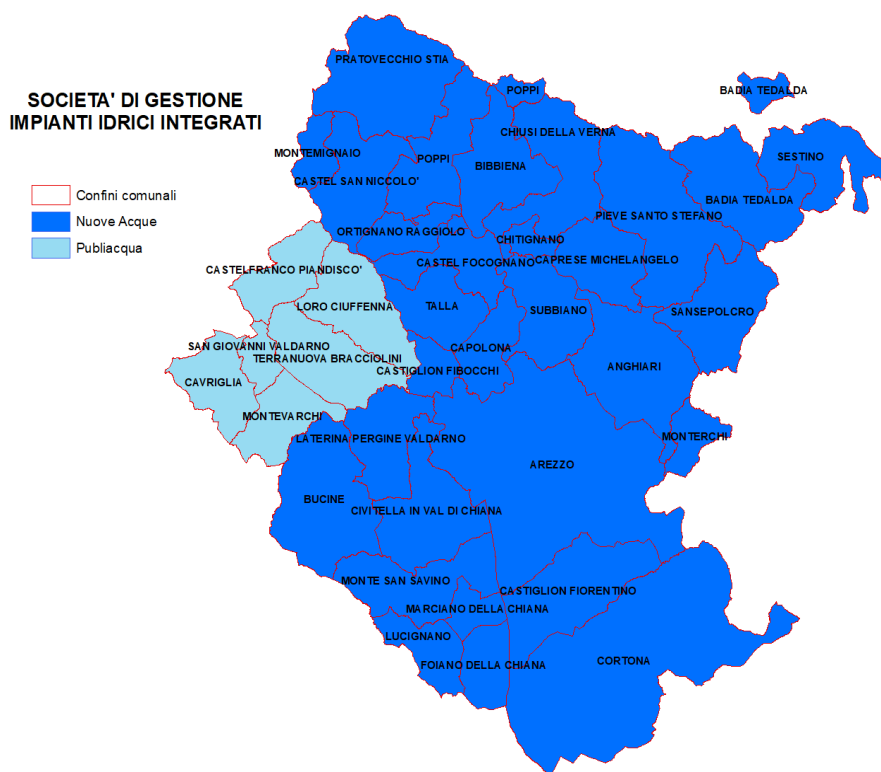 SOCIETA' DI GESTIONE
IMPIANTI IDRICI INTEGRATI
Confini comunali
Nuove Acque
Publiacqua
PRATOVECCHIO STIA
POPPI
BADIA TEDALDA
CHIUSI DELLA VERNA
MONTEMIGNAIO
POPPI
BIBBIENA
SESTINO
CASTEL SAN NICCOLO'
BADIA TEDALDA
PIEVE SANTO STEFANO
ORTIGNANO RAGGIOLO
CHITIGNANO
CASTEL FOCOGNANO
CAPRESE MICHELANGELO
CASTELFRANCO PIANDISCO'
LORO CIUFFENNA
TALLA
SUBBIANO
SANSEPOLCRO
SAN GIOVANNI VALDARNO
CAPOLONA
TERRANUOVA BRACCIOLINI
ANGHIARI
CASTIGLION FIBOCCHI
CAVRIGLIA
MONTEVARCHI
LATERINA PERGINE VALDARNO
MONTERCHI
AREZZO
BUCINE
CIVITELLA IN VAL DI CHIANA
MONTE SAN SAVINO
CASTIGLION FIORENTINO
MARCIANO DELLA CHIANA
LUCIGNANO
CORTONA
FOIANO DELLA CHIANA